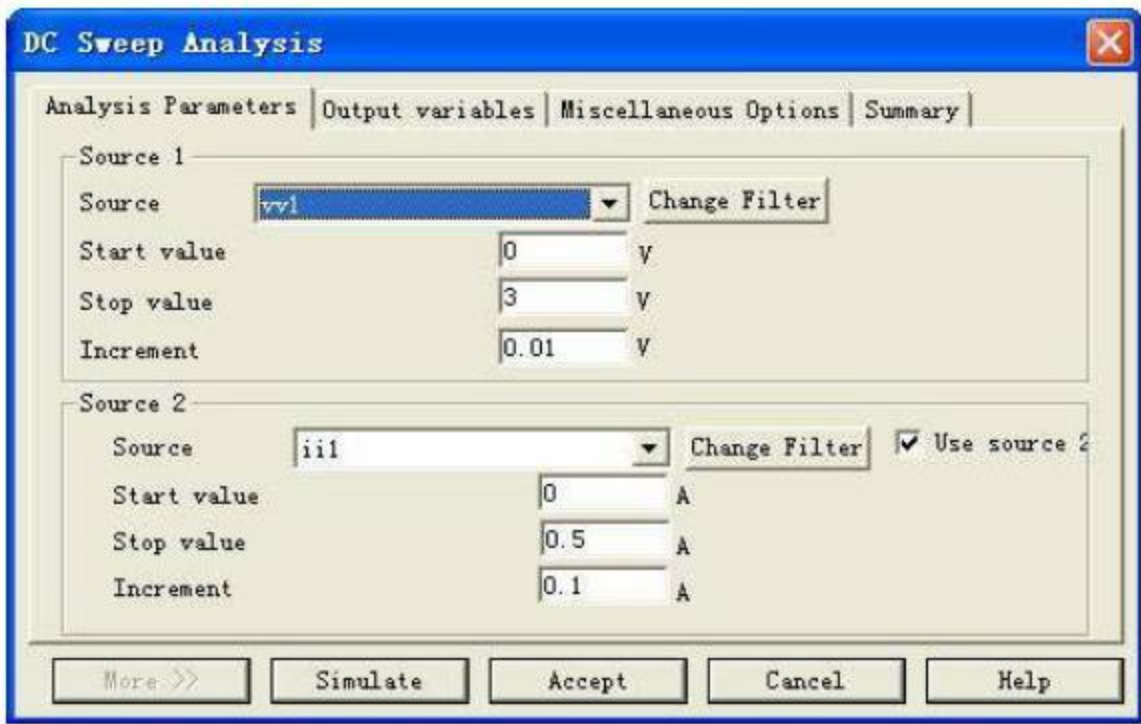 DC Sweep Analysis
Analysis Parameters Output variables Miscellaneous Options Summary
Source 1
Source vv1 Change Filter
Start value 0 V
Stop value 3 V
Increment 0.01 V
Source 2
Source ii1 Change Filter Use source 2
Start value 0 A
Stop value 0.5 A
Increment 0.1 A
More >> Simulate Accept Cancel Help